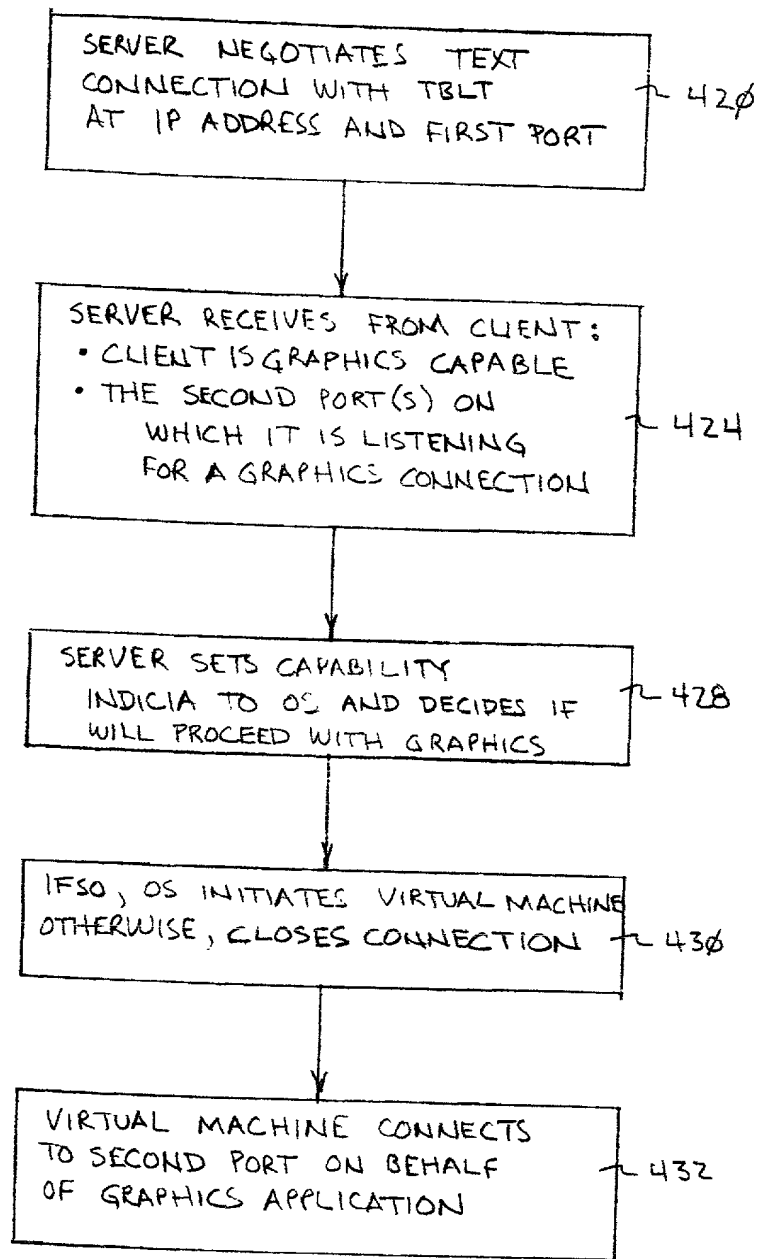 SERVER NEGOTIATES TEXT
CONNECTION WITH TBLT
AT IP ADDRESS AND FIRST PORT
420
SERVER RECEIVES FROM CLIENT:
• CLIENT IS GRAPHICS CAPABLE
• THE SECOND PORT(S) ON
WHICH IT IS LISTENING
FOR A GRAPHICS CONNECTION
424
SERVER SETS CAPABILITY
INDICIA TO OS AND DECIDES IF
WILL PROCEED WITH GRAPHICS
428
IF SO, OS INITIATES VIRTUAL MACHINE
OTHERWISE, CLOSES CONNECTION
430
VIRTUAL MACHINE CONNECTS
TO SECOND PORT ON BEHALF
OF GRAPHICS APPLICATION
432